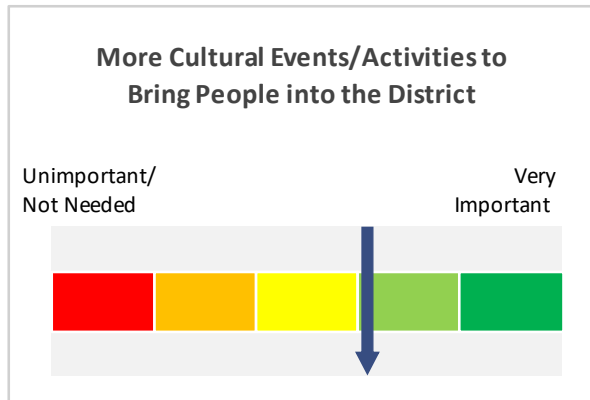 More Cultural Events/Activities to
Bring People into the District
Unimportant/
Not Needed
Very
Important